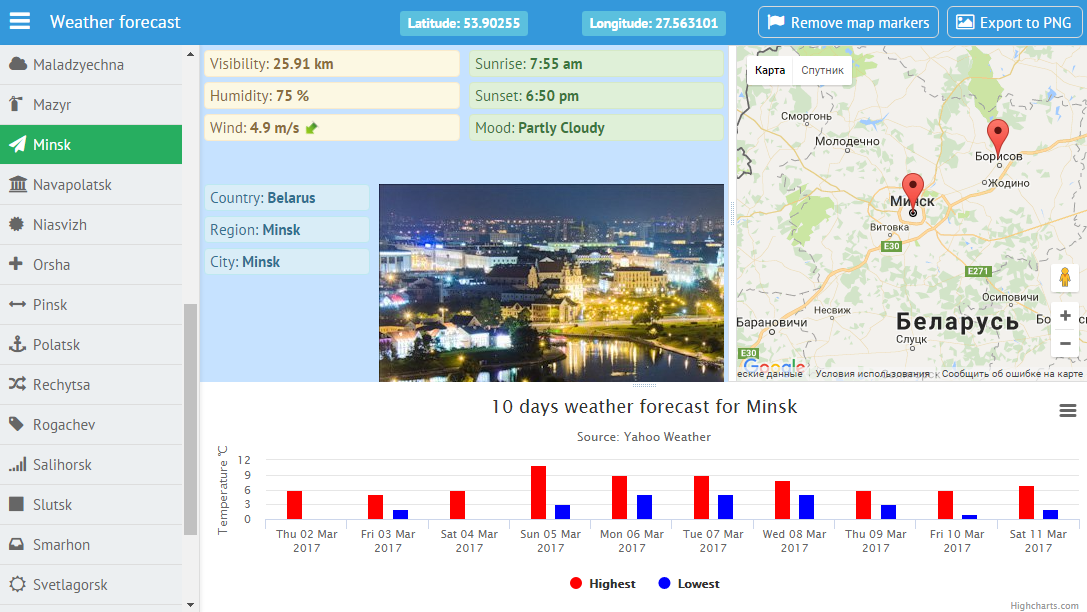 Weather forecast
Latitude: 53.90255
Longitude: 27.563101
Remove map markers
Export to PNG
Maladzyechna
Mazyr
Minsk
Navapolatsk
Niasvizh
Orsha
Pinsk
Polatsk
Rechytsa
Rogachev
Salihorsk
Slutsk
Smarhon
Svetlagorsk
Visibility: 25.91 km
Humidity: 75 %
Wind: 4.9 m/s
Sunrise: 7:55 am
Sunset: 6:50 pm
Mood: Partly Cloudy
Country: Belarus
Region: Minsk
City: Minsk
Карта Спутник
Сморгонь
Молодечно
Борисов
Жодино
Минск
Витовка
E30
E271
Осиповичи
Несвиж
Барановичи
Беларусь
Слуцк
E30
Google
еские данные Условия использования Сообщить об ошибке на карте
10 days weather forecast for Minsk
Source: Yahoo Weather
Temperature °C
12
9
6
3
0
Thu 02 Mar 2017
Fri 03 Mar 2017
Sat 04 Mar 2017
Sun 05 Mar 2017
Mon 06 Mar 2017
Tue 07 Mar 2017
Wed 08 Mar 2017
Thu 09 Mar 2017
Fri 10 Mar 2017
Sat 11 Mar 2017
Highest Lowest
Highcharts.com